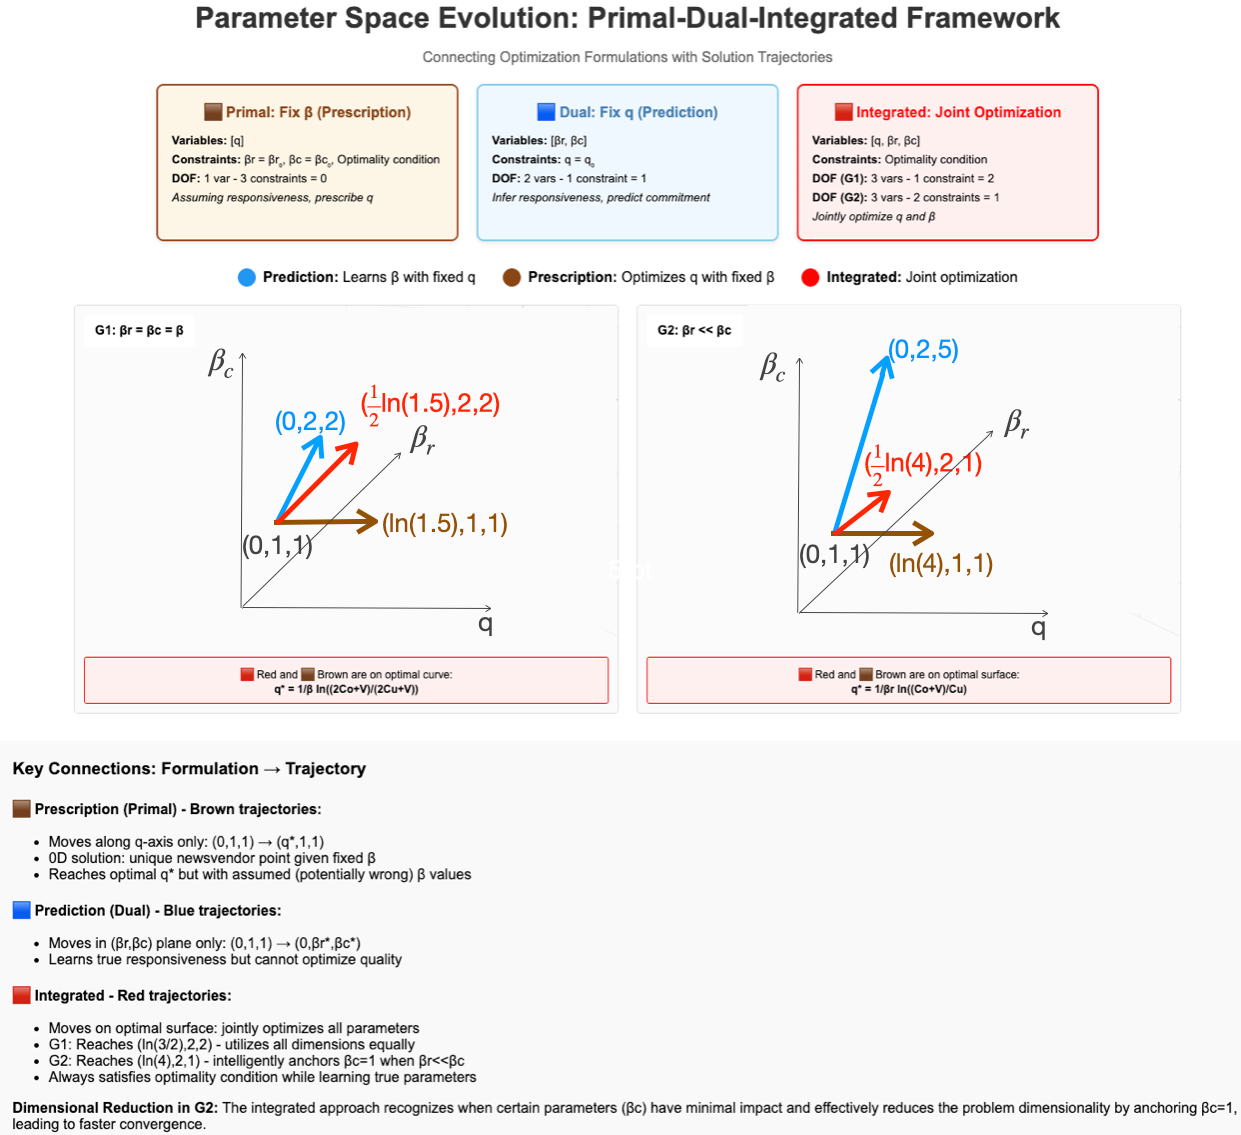 Parameter Space Evolution: Primal-Dual-Integrated Framework
Connecting Optimization Formulations with Solution Trajectories
Primal: Fix β (Prescription)
Variables: [q]
Constraints: βr = βr₀, βc = βc₀, Optimality condition
DOF: 1 var - 3 constraints = 0
Assuming responsiveness, prescribe q
Dual: Fix q (Prediction)
Variables: [βr, βc]
Constraints: q = q₀
DOF: 2 vars - 1 constraint = 1
Infer responsiveness, predict commitment
Integrated: Joint Optimization
Variables: [q, βr, βc]
Constraints: Optimality condition
DOF (G1): 3 vars - 1 constraint = 2
DOF (G2): 3 vars - 2 constraints = 1
Jointly optimize q and β
Prediction: Learns β with fixed q
Prescription: Optimizes q with fixed β
Integrated: Joint optimization
G1: βr = βc = β
β_c
(0,2,2)
(1/2 ln(1.5),2,2)
β_r
(ln(1.5),1,1)
(0,1,1)
q
Red and Brown are on optimal curve:
q* = 1/β ln((2Co+V)/(2Cu+V))
G2: βr << βc
β_c
(0,2,5)
β_r
(1/2 ln(4),2,1)
(0,1,1)
(ln(4),1,1)
q
Red and Brown are on optimal surface:
q* = 1/βr ln((Co+V)/Cu)
Key Connections: Formulation → Trajectory
Prescription (Primal) - Brown trajectories:
• Moves along q-axis only: (0,1,1) → (q*,1,1)
• 0D solution: unique newsvendor point given fixed β
• Reaches optimal q* but with assumed (potentially wrong) β values
Prediction (Dual) - Blue trajectories:
• Moves in (βr,βc) plane only: (0,1,1) → (0,βr*,βc*)
• Learns true responsiveness but cannot optimize quality
Integrated - Red trajectories:
• Moves on optimal surface: jointly optimizes all parameters
• G1: Reaches (ln(3/2),2,2) - utilizes all dimensions equally
• G2: Reaches (ln(4),2,1) - intelligently anchors βc=1 when βr<<βc
• Always satisfies optimality condition while learning true parameters
Dimensional Reduction in G2: The integrated approach recognizes when certain parameters (βc) have minimal impact and effectively reduces the problem dimensionality by anchoring βc=1,
leading to faster convergence.